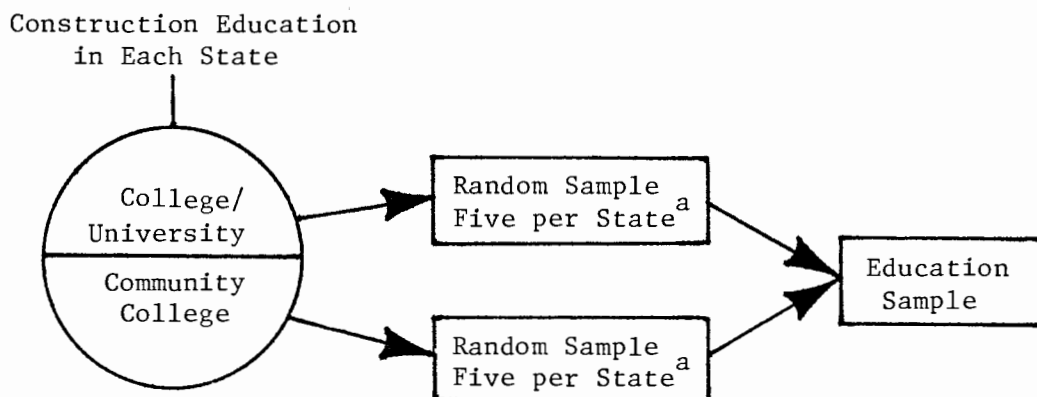 Construction Education
in Each State
College/
University
Community
College
Random Sample
Five per State a
Random Sample
Five per State a
Education
Sample